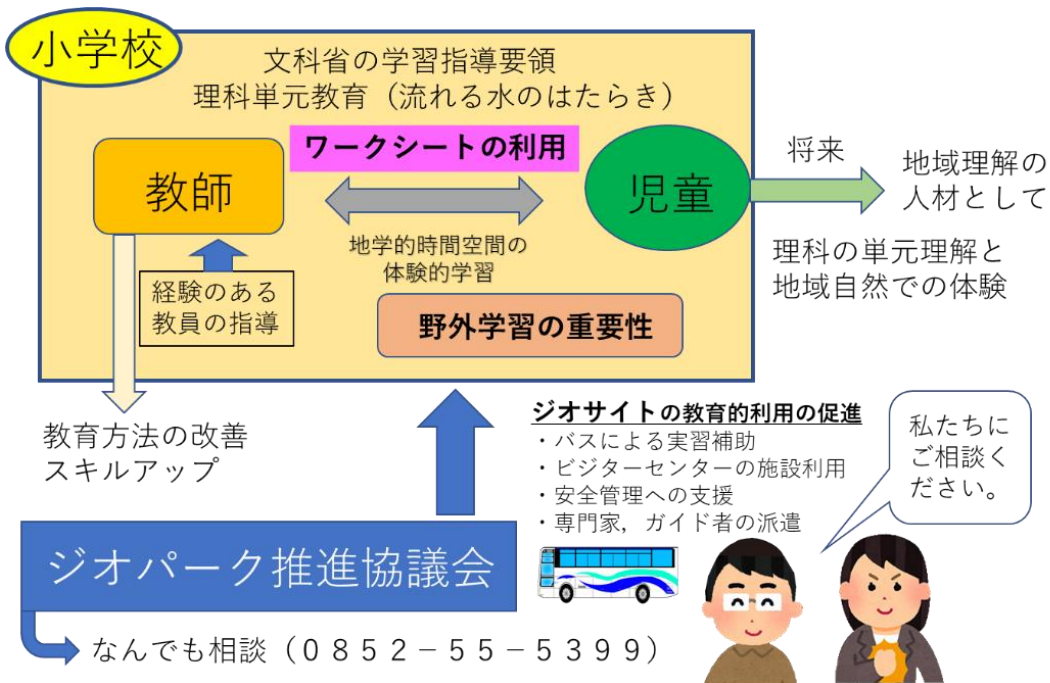 小学校
文科省の学習指導要領
理科単元教育（流れる水のはたらき）
ワークシートの利用
教師
児童
地学的時間空間の
体験的学習
経験のある
教員の指導
野外学習の重要性
将来
地域理解の
人材として
理科の単元理解と
地域自然での体験
教育方法の改善
スキルアップ
ジオサイトの教育的利用の促進
・バスによる実習補助
・ビジターセンターの施設利用
・安全管理への支援
・専門家，ガイド者の派遣
私たちに
ご相談く
ださい。
ジオパーク推進協議会
なんでも相談（０８５２－５５－５３９９）